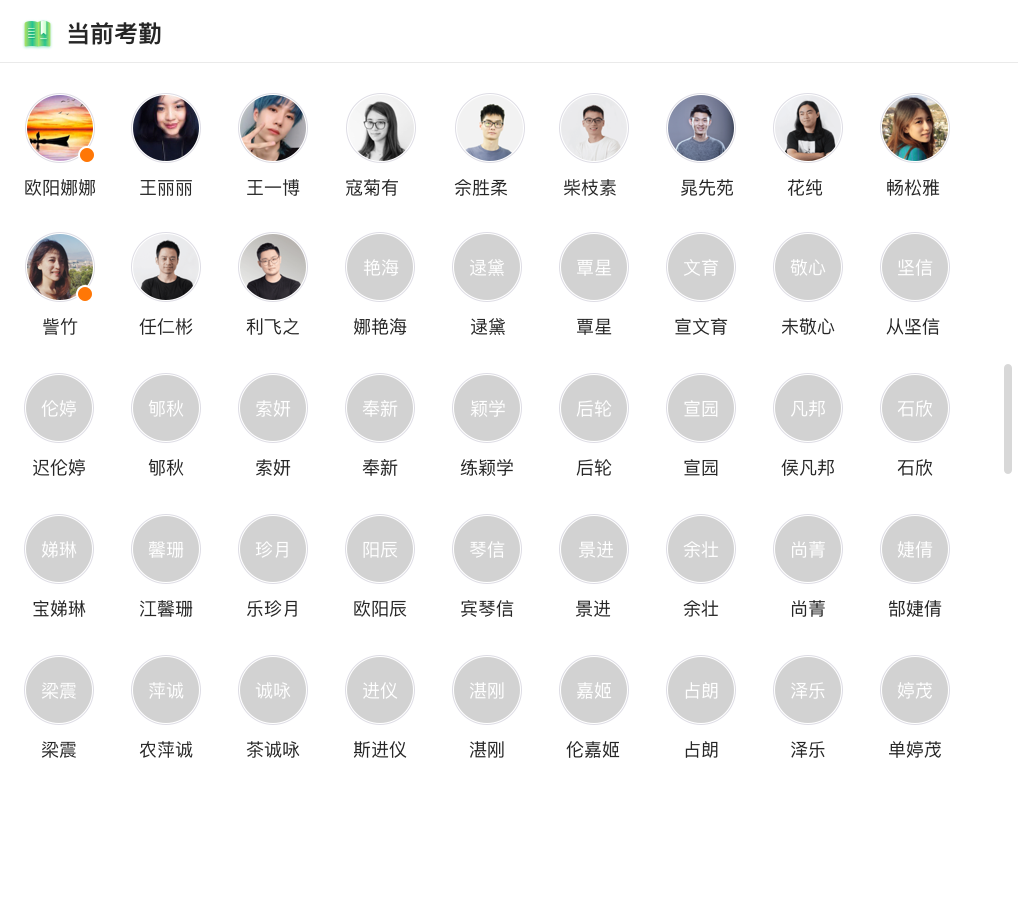 当前考勤
欧阳娜娜 王丽丽 王一博 寇菊有 佘胜柔 柴枝素 晁先苑 花纯 畅松雅
艳海 逯黛 覃星 文育 敬心 坚信
訾竹 任仁彬 利飞之 娜艳海 逯黛 覃星 宣文育 未敬心 从坚信
伦婷 郇秋 索妍 奉新 颖学 后轮 宣园 凡邦 石欣
迟伦婷 郇秋 索妍 奉新 练颖学 后轮 宣园 侯凡邦 石欣
娣琳 馨珊 珍月 阳辰 琴信 景进 余壮 尚菁 婕倩
宝娣琳 江馨珊 乐珍月 欧阳辰 宾琴信 景进 余壮 尚菁 郜婕倩
梁震 萍诚 诚咏 进仪 湛刚 嘉姬 占朗 泽乐 婷茂
梁震 农萍诚 茶诚咏 斯进仪 湛刚 伦嘉姬 占朗 泽乐 单婷茂